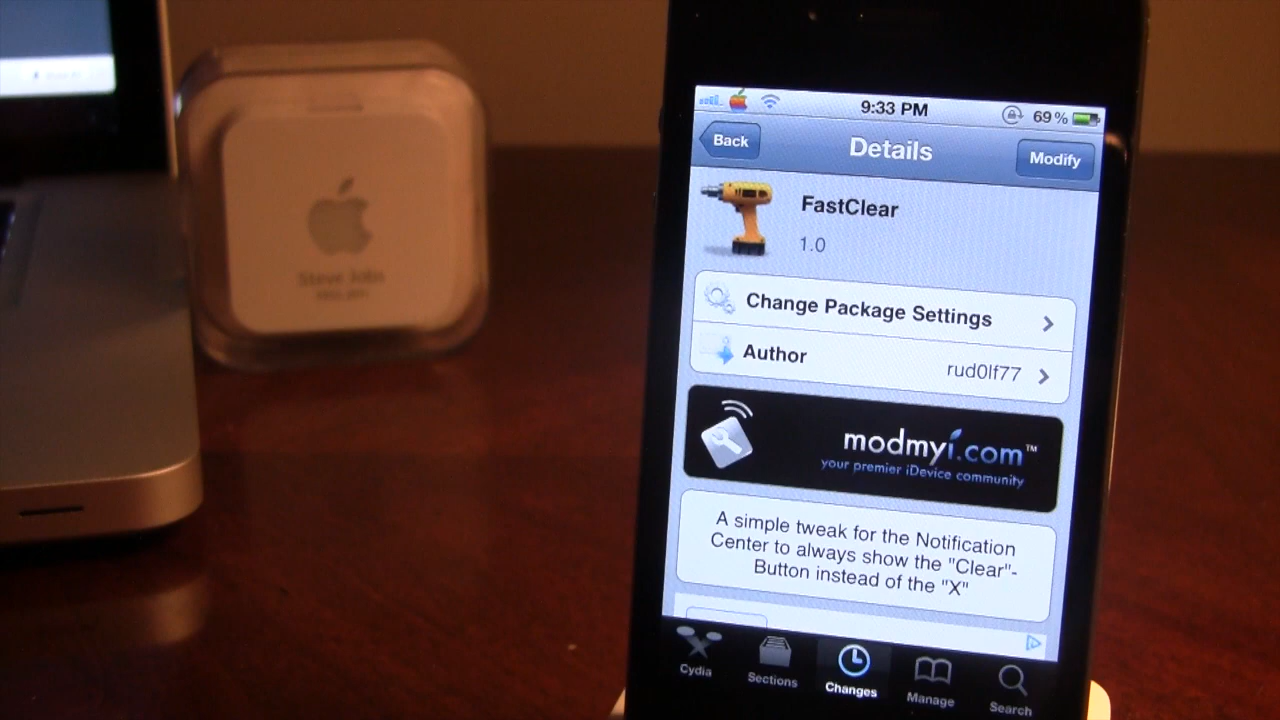 Steve Jobs
9:33 PM
69%
Back
Details
Modify
FastClear
1.0
Change Package Settings
Author
rud0lf77
modmyi.com™
your premier iDevice community
A simple tweak for the Notification
Center to always show the "Clear"-
Button instead of the "X"
Cydia
Sections
Changes
Manage
Search